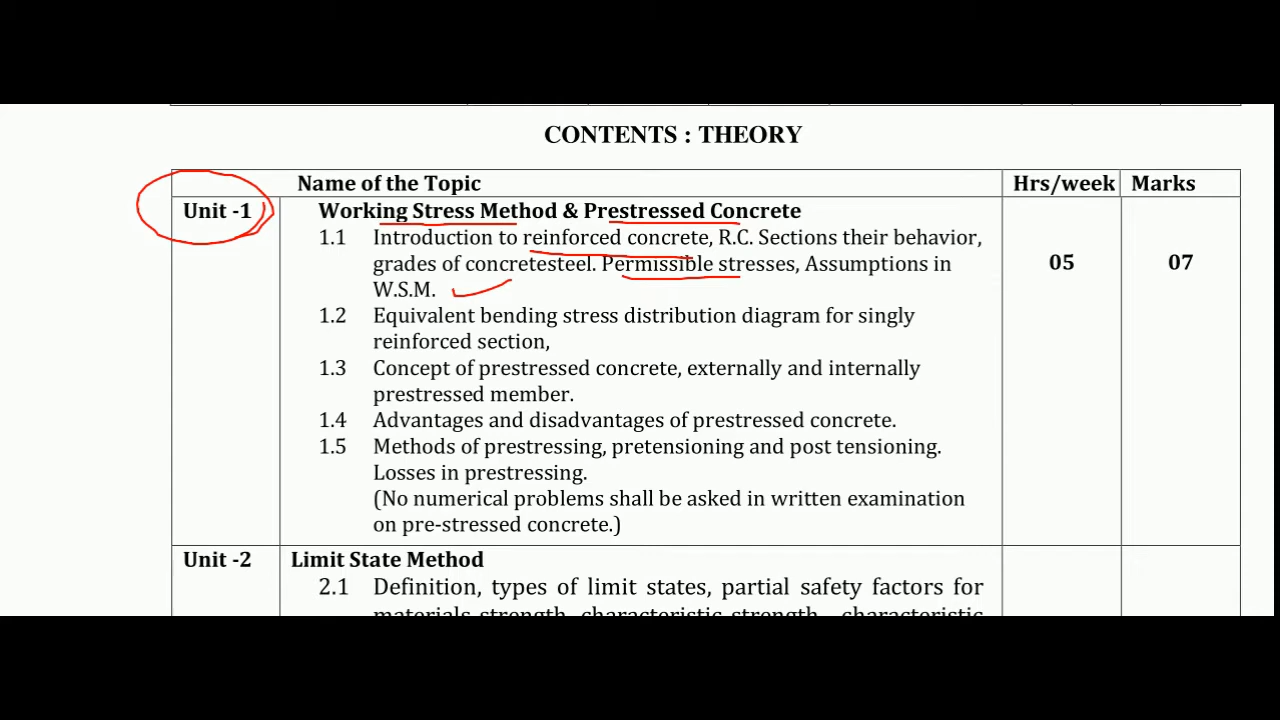 CONTENTS : THEORY
Name of the Topic Hrs/week Marks
Unit -1 Working Stress Method & Prestressed Concrete
1.1 Introduction to reinforced concrete, R.C. Sections their behavior,
grades of concretesteel. Permissible stresses, Assumptions in 05 07
W.S.M.
1.2 Equivalent bending stress distribution diagram for singly
reinforced section,
1.3 Concept of prestressed concrete, externally and internally
prestressed member.
1.4 Advantages and disadvantages of prestressed concrete.
1.5 Methods of prestressing, pretensioning and post tensioning.
Losses in prestressing.
(No numerical problems shall be asked in written examination
on pre-stressed concrete.)
Unit -2 Limit State Method
2.1 Definition, types of limit states, partial safety factors for
materials strength, characteristic strength, characteristic